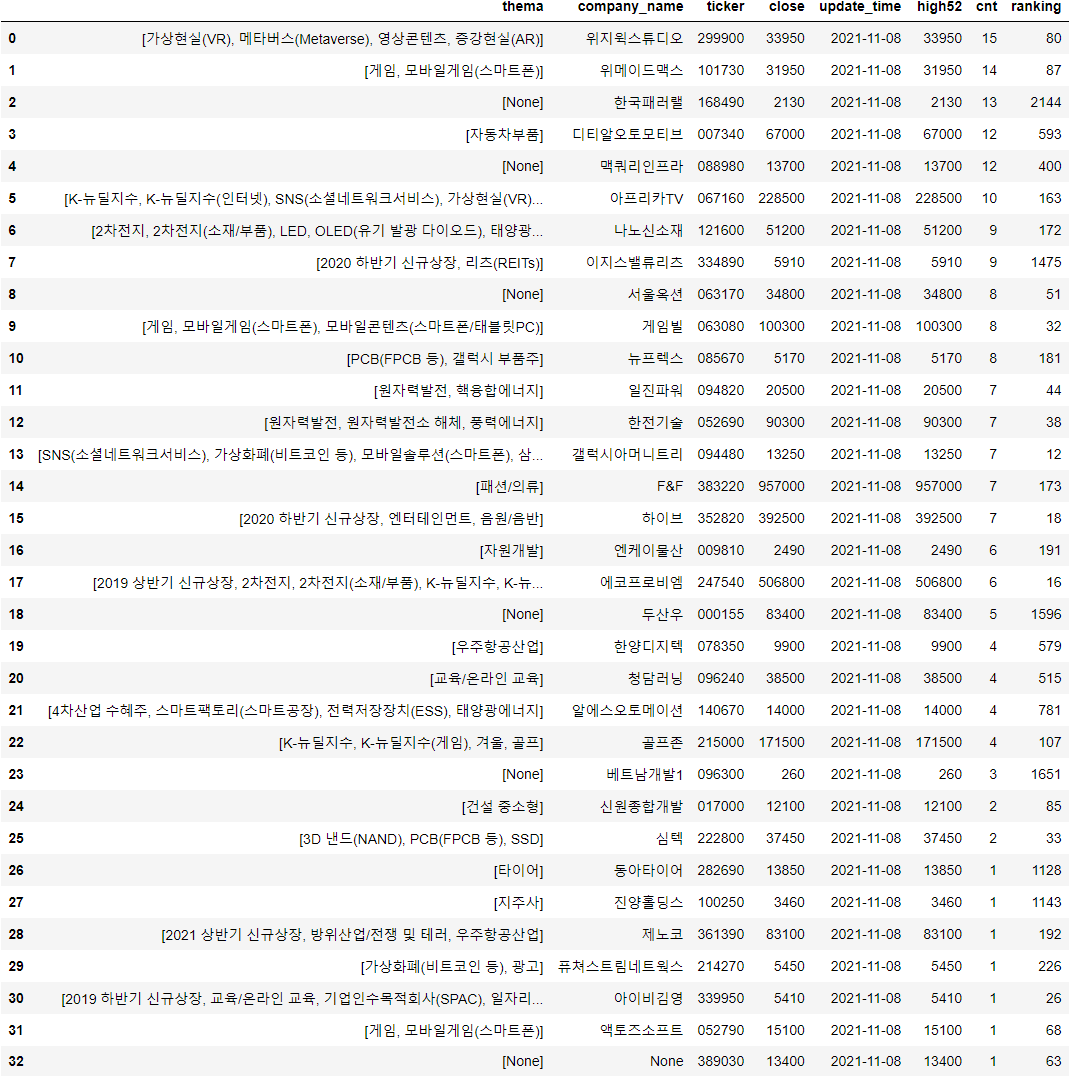 thema company_name ticker close update_time high52 cnt ranking
0 [가상현실(VR), 메타버스(Metaverse), 영상콘텐츠, 증강현실(AR)] 위지윅스튜디오 299900 33950 2021-11-08 33950 15 80
1 [게임, 모바일게임(스마트폰)] 위메이드맥스 101730 31950 2021-11-08 31950 14 87
2 [None] 한국패러랠 168490 2130 2021-11-08 2130 13 2144
3 [자동차부품] 디티알오토모티브 007340 67000 2021-11-08 67000 12 593
4 [None] 맥쿼리인프라 088980 13700 2021-11-08 13700 12 400
5 [K-뉴딜지수, K-뉴딜지수(인터넷), SNS(소셜네트워크서비스), 가상현실(VR)... 아프리카TV 067160 228500 2021-11-08 228500 10 163
6 [2차전지, 2차전지(소재/부품), LED, OLED(유기 발광 다이오드), 태양광... 나노신소재 121600 51200 2021-11-08 51200 9 172
7 [2020 하반기 신규상장, 리츠(REITs)] 이지스밸류리츠 334890 5910 2021-11-08 5910 9 1475
8 [None] 서울옥션 063170 34800 2021-11-08 34800 8 51
9 [게임, 모바일게임(스마트폰), 모바일콘텐츠(스마트폰/태블릿PC)] 게임빌 063080 100300 2021-11-08 100300 8 32
10 [PCB(FPCB 등), 갤럭시 부품주] 뉴프렉스 085670 5170 2021-11-08 5170 8 181
11 [원자력발전, 핵융합에너지] 일진파워 094820 20500 2021-11-08 20500 7 44
12 [원자력발전, 원자력발전소 해체, 풍력에너지] 한전기술 052690 90300 2021-11-08 90300 7 38
13 [SNS(소셜네트워크서비스), 가상화폐(비트코인 등), 모바일솔루션(스마트폰), 삼... 갤럭시아머니트리 094480 13250 2021-11-08 13250 7 12
14 [패션/의류] F&F 383220 957000 2021-11-08 957000 7 173
15 [2020 하반기 신규상장, 엔터테인먼트, 음원/음반] 하이브 352820 392500 2021-11-08 392500 7 18
16 [자원개발] 엔케이물산 009810 2490 2021-11-08 2490 6 191
17 [2019 상반기 신규상장, 2차전지, 2차전지(소재/부품), K-뉴딜지수, K-뉴... 에코프로비엠 247540 506800 2021-11-08 506800 6 16
18 [None] 두산우 000155 83400 2021-11-08 83400 5 1596
19 [우주항공산업] 한양디지텍 078350 9900 2021-11-08 9900 4 579
20 [교육/온라인 교육] 청담러닝 096240 38500 2021-11-08 38500 4 515
21 [4차산업 수혜주, 스마트팩토리(스마트공장), 전력저장장치(ESS), 태양광에너지] 알에스오토메이션 140670 14000 2021-11-08 14000 4 781
22 [K-뉴딜지수, K-뉴딜지수(게임), 겨울, 골프] 골프존 215000 171500 2021-11-08 171500 4 107
23 [None] 베트남개발1 096300 260 2021-11-08 260 3 1651
24 [건설 중소형] 신원종합개발 017000 12100 2021-11-08 12100 2 85
25 [3D 낸드(NAND), PCB(FPCB 등), SSD] 심텍 222800 37450 2021-11-08 37450 2 33
26 [타이어] 동아타이어 282690 13850 2021-11-08 13850 1 1128
27 [지주사] 진양홀딩스 100250 3460 2021-11-08 3460 1 1143
28 [2021 상반기 신규상장, 방위산업/전쟁 및 테러, 우주항공산업] 제노코 361390 83100 2021-11-08 83100 1 192
29 [가상화폐(비트코인 등), 광고] 퓨쳐스트림네트웍스 214270 5450 2021-11-08 5450 1 226
30 [2019 하반기 신규상장, 교육/온라인 교육, 기업인수목적회사(SPAC), 일자리... 아이비김영 339950 5410 2021-11-08 5410 1 26
31 [게임, 모바일게임(스마트폰)] 액토즈소프트 052790 15100 2021-11-08 15100 1 68
32 [None] None 389030 13400 2021-11-08 13400 1 63